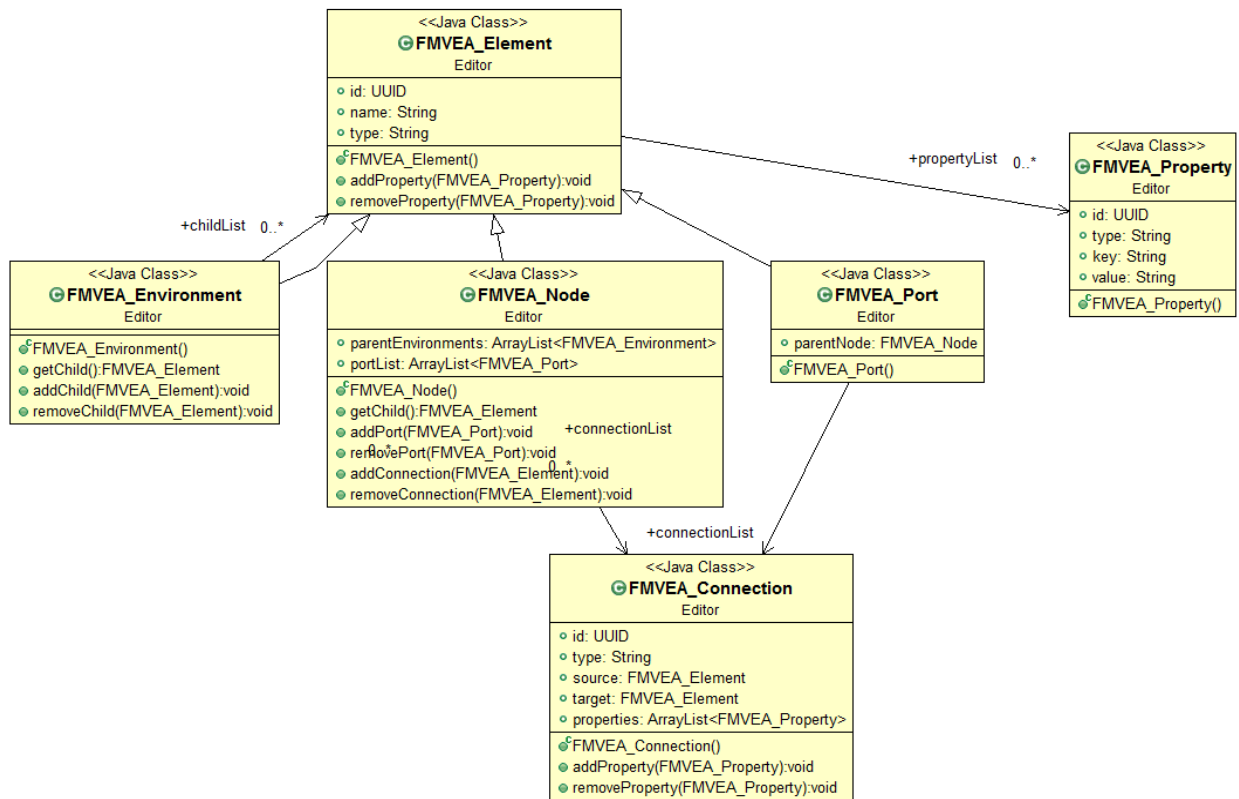 <<Java Class>>
FMVEA_Element
Editor
id: UUID
name: String
type: String
FMVEA_Element()
addProperty(FMVEA_Property):void
removeProperty(FMVEA_Property):void
+propertyList 0..*
<<Java Class>>
FMVEA_Property
Editor
id: UUID
type: String
key: String
value: String
FMVEA_Property()
+childList 0..*
<<Java Class>>
FMVEA_Environment
Editor
FMVEA_Environment()
getChild():FMVEA_Element
addChild(FMVEA_Element):void
removeChild(FMVEA_Element):void
<<Java Class>>
FMVEA_Node
Editor
parentEnvironments: ArrayList<FMVEA_Environment>
portList: ArrayList<FMVEA_Port>
FMVEA_Node()
getChild():FMVEA_Element
addPort(FMVEA_Port):void
removePort(FMVEA_Port):void
addConnection(FMVEA_Element):void
removeConnection(FMVEA_Element):void
+connectionList
0..*
0..*
<<Java Class>>
FMVEA_Port
Editor
parentNode: FMVEA_Node
FMVEA_Port()
+connectionList
<<Java Class>>
FMVEA_Connection
Editor
id: UUID
type: String
source: FMVEA_Element
target: FMVEA_Element
properties: ArrayList<FMVEA_Property>
FMVEA_Connection()
addProperty(FMVEA_Property):void
removeProperty(FMVEA_Property):void